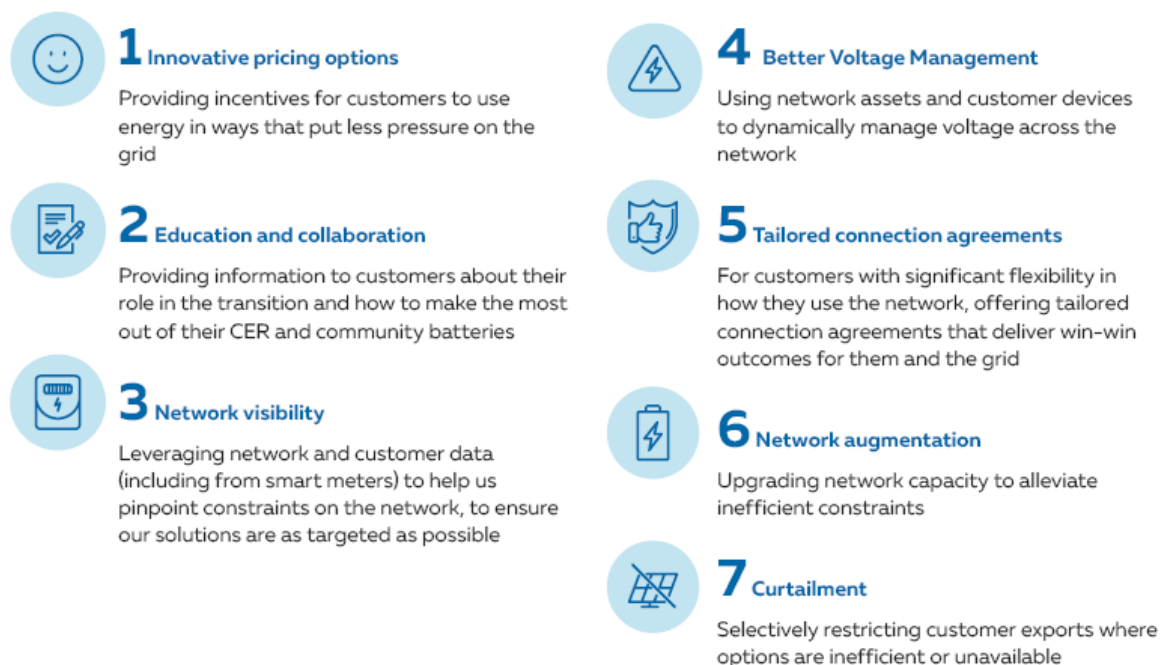 1 Innovative pricing options
Providing incentives for customers to use
energy in ways that put less pressure on the
grid
2 Education and collaboration
Providing information to customers about their
role in the transition and how to make the most
out of their CER and community batteries
3 Network visibility
Leveraging network and customer data
(including from smart meters) to help us
pinpoint constraints on the network, to ensure
our solutions are as targeted as possible
4 Better Voltage Management
Using network assets and customer devices
to dynamically manage voltage across the
network
5 Tailored connection agreements
For customers with significant flexibility in
how they use the network, offering tailored
connection agreements that deliver win-win
outcomes for them and the grid
6 Network augmentation
Upgrading network capacity to alleviate
inefficient constraints
7 Curtailment
Selectively restricting customer exports where
options are inefficient or unavailable